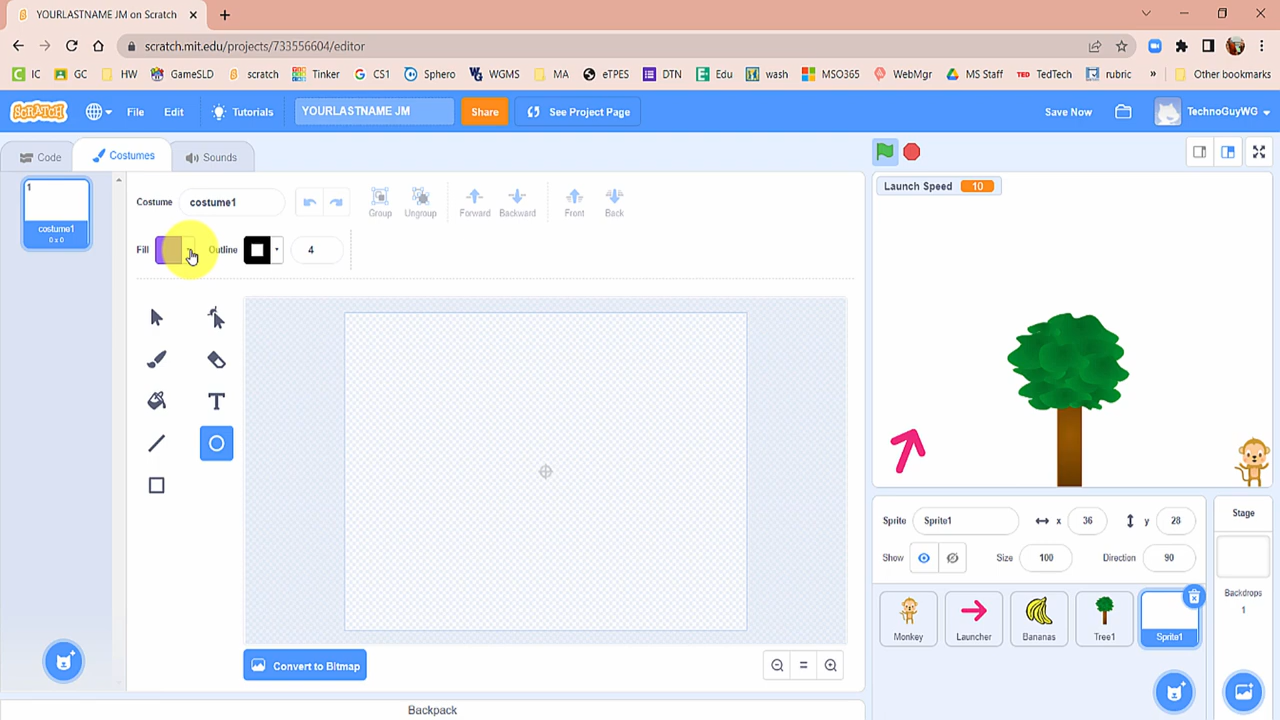 YOURLASTNAME JM on Scratch
scratch.mit.edu/projects/733556604/editor
IC GC HW GameSLD scratch Tinker CS1 Sphero WGMS MA eTPES DTN Edu wash MSO365 WebMgr MS Staff TED TedTech rubric » Other bookmarks
SCRATCH File Edit Tutorials YOURLASTNAME JM Share See Project Page Save Now TechnoGuyWG
Code Costumes Sounds
1
costume1
0 x 0
Costume costume1 Group Ungroup Forward Backward Front Back
Fill Outline 4
T
Convert to Bitmap
Launch Speed 10
Sprite Sprite1 x 36 y 28
Show Size 100 Direction 90
Monkey Launcher Bananas Tree1 Sprite1
Stage
Backdrops
1
Backpack